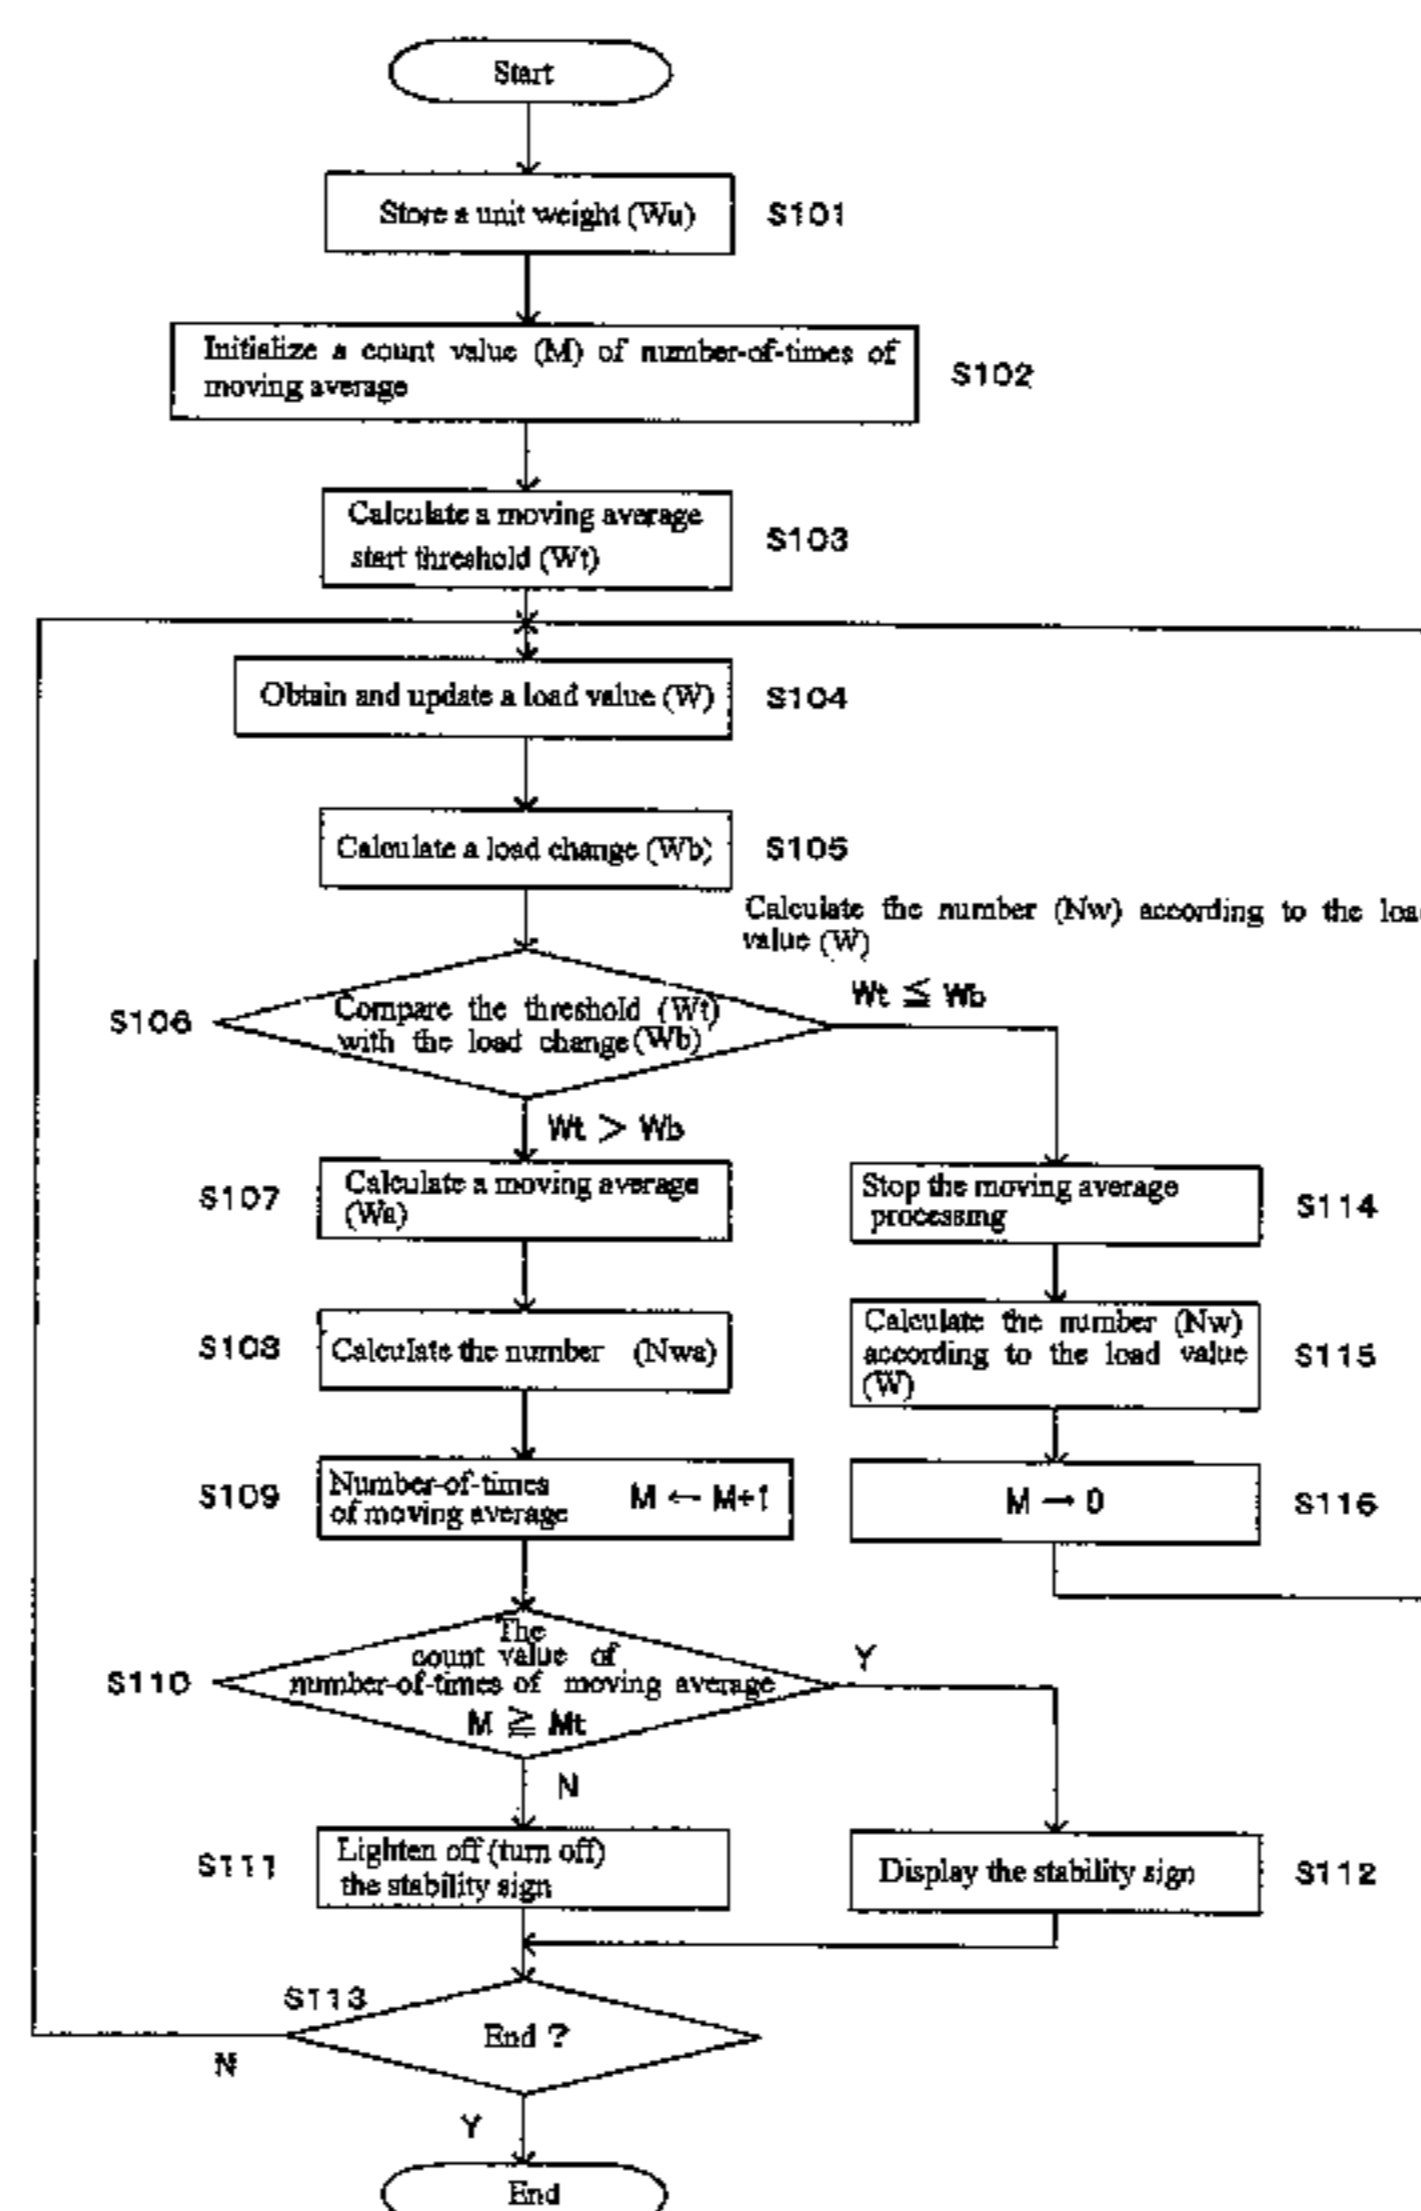 Start
Store a unit weight (Wu)
S101
Initialize a count value (M) of number-of-times of
moving average
S102
Calculate a moving average
start threshold (Wt)
S103
Obtain and update a load value (W)
S104
Calculate a load change (Wb)
S105
Calculate the number (Nw) according to the
value (W)
Wt ≦ Wb
S106
Compare the threshold (Wt)
with the load change (Wb)
Wt > Wb
S107
Calculate a moving average
(Wa)
Stop the moving average
processing
S114
S108
Calculate the number (Nwa)
Calculate the number (Nw)
according to the load value
(W)
S115
S109
Number-of-times
of moving average
M ← M+1
M → 0
S116
S110
The
count value of
number-of-times of moving average
M ≧ Mt
Y
N
S111
Lighten off (turn off)
the stability sign
Display the stability sign
S112
S113
End ?
N
Y
End